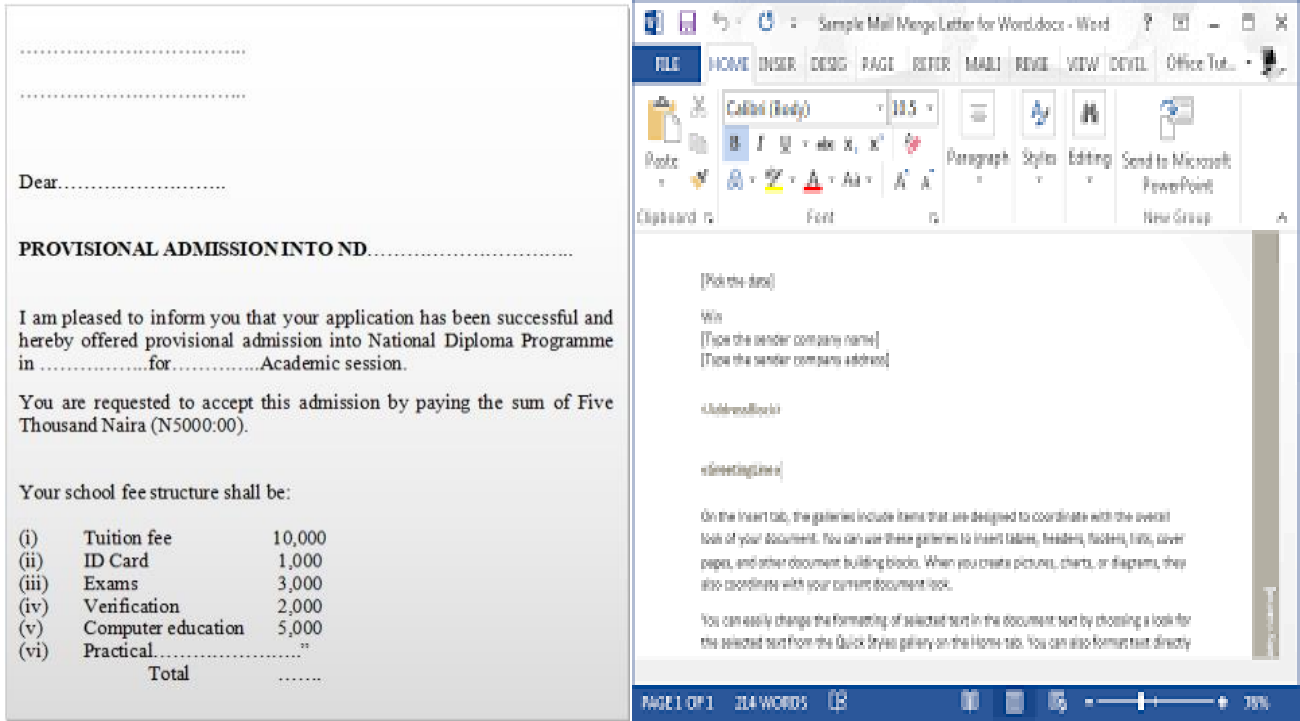 ……………………………..
……………………………..
Dear…………………….
PROVISIONAL ADMISSION INTO ND………………………….
I am pleased to inform you that your application has been successful and
hereby offered provisional admission into National Diploma Programme
in …………….for…………..Academic session.
You are requested to accept this admission by paying the sum of Five
Thousand Naira (N5000:00).
Your school fee structure shall be:
(i) Tuition fee 10,000
(ii) ID Card 1,000
(iii) Exams 3,000
(iv) Verification 2,000
(v) Computer education 5,000
(vi) Practical………………….”
Total …….
Sample Mail Merge Letter for Word.docx - Word
FILE HOME INSER DESIG PAGE REFER MAILI REVIE VIEW DEVEL Office Tut...
Calibri (Body) 10.5
B I U abc X, X
Paste Aa A A Paragraph Styles Editing Send to Microsoft
PowerPoint
Clipboard Font New Group
[Pick the date]
Win
[Type the sender company name]
[Type the sender company address]
«AddressBlock»
«GreetingLine»
On the Insert tab, the galleries include items that are designed to coordinate with the overall
look of your document. You can use these galleries to insert tables, headers, footers, lists, cover
pages, and other document building blocks. When you create pictures, charts, or diagrams, they
also coordinate with your current document look.
You can easily change the formatting of selected text in the document text by choosing a look for
the selected text from the Quick Styles gallery on the Home tab. You can also format text directly
PAGE 1 OF 1 214 WORDS 78%